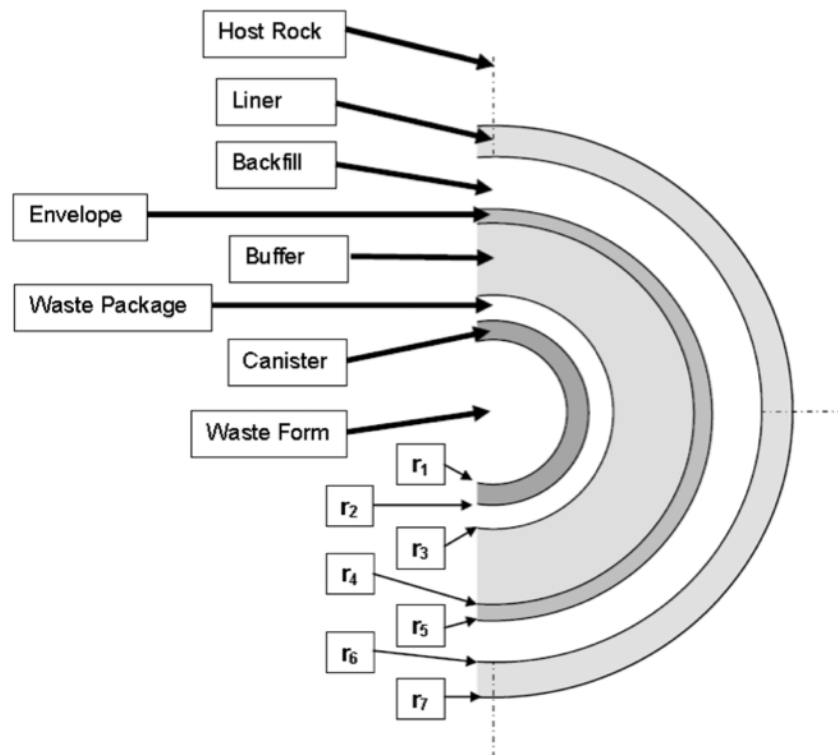 Host Rock
Liner
Backfill
Envelope
Buffer
Waste Package
Canister
Waste Form
r₁
r₂
r₃
r₄
r₅
r₆
r₇